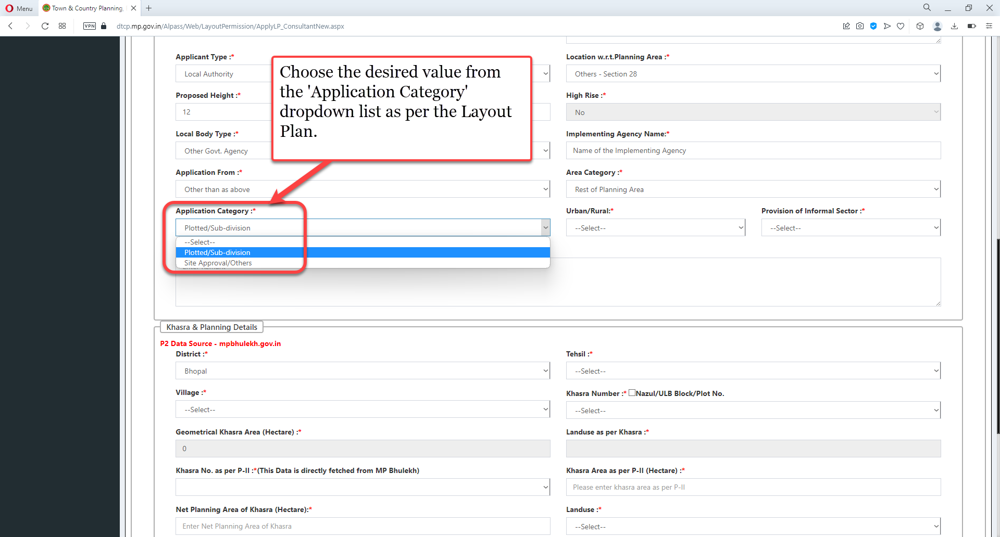 Menu
Town & Country Planning,
VPN
dtcp.mp.gov.in/Alpass/Web/LayoutPermission/ApplyLP_ConsultantNew.aspx
Applicant Type :*
Local Authority
Location w.r.t.Planning Area :*
Others - Section 28
Choose the desired value from
the 'Application Category'
dropdown list as per the Layout
Plan.
Proposed Height :*
12
High Rise :*
No
Local Body Type :*
Other Govt. Agency
Implementing Agency Name:*
Name of the Implementing Agency
Application From :*
Other than as above
Area Category :*
Rest of Planning Area
Application Category :*
Plotted/Sub-division
Urban/Rural:*
--Select--
Provision of Informal Sector :*
--Select--
--Select--
Plotted/Sub-division
Site Approval/Others
Khasra & Planning Details
P2 Data Source - mpbhulekh.gov.in
District :*
Bhopal
Tehsil :*
--Select--
Village :*
--Select--
Khasra Number :* Nazul/ULB Block/Plot No.
--Select--
Geometrical Khasra Area (Hectare) :*
0
Landuse as per Khasra :*
Khasra No. as per P-II :*(This Data is directly fetched from MP Bhulekh)
Khasra Area as per P-II (Hectare) :*
Please enter khasra area as per P-II
Net Planning Area of Khasra (Hectare):*
Enter Net Planning Area of Khasra
Landuse :*
--Select--